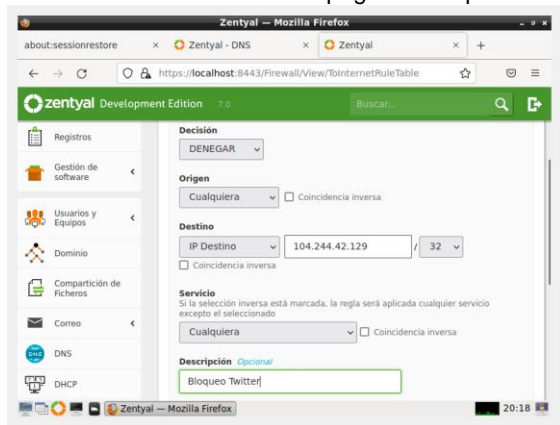 Zentyal — Mozilla Firefox
about:sessionrestore × Zentyal - DNS × Zentyal × +
https://localhost:8443/Firewall/View/ToInternetRuleTable
zentyal Development Edition 7.0 Buscar...
Registros
Gestión de software
Usuarios y Equipos
Dominio
Compartición de Ficheros
Correo
DNS
DHCP
Decisión
DENEGAR
Origen
Cualquiera Coincidencia inversa
Destino
IP Destino 104.244.42.129 / 32
Coincidencia inversa
Servicio
Si la selección inversa está marcada, la regla será aplicada cualquier servicio
excepto el seleccionado
Cualquiera Coincidencia inversa
Descripción Opcional
Bloqueo Twitter
Zentyal — Mozilla Firefox 20:18